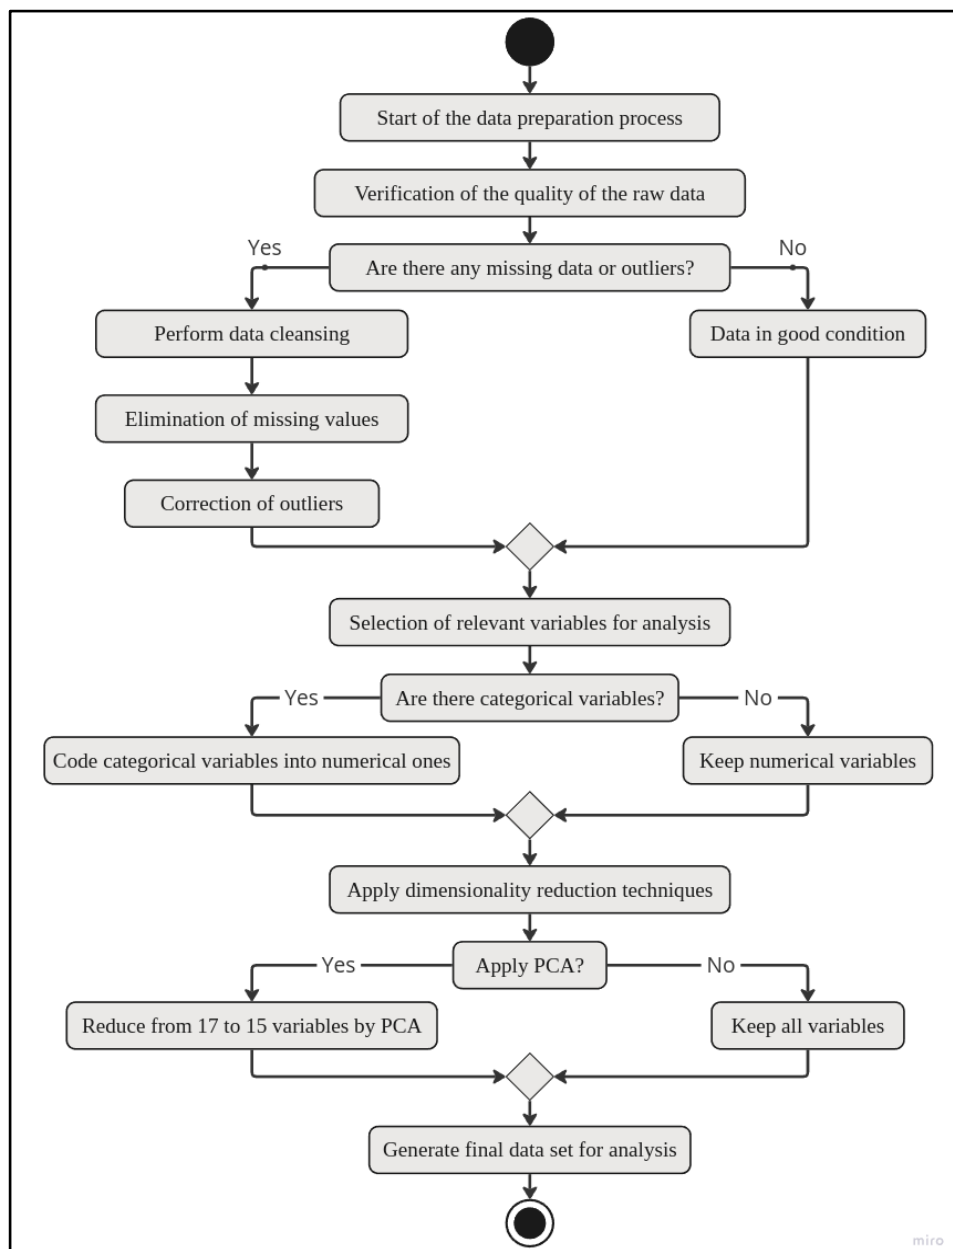 Start of the data preparation process
Verification of the quality of the raw data
Yes
No
Are there any missing data or outliers?
Perform data cleansing
Data in good condition
Elimination of missing values
Correction of outliers
Selection of relevant variables for analysis
Yes
Are there categorical variables?
No
Code categorical variables into numerical ones
Keep numerical variables
Apply dimensionality reduction techniques
Yes
Apply PCA?
No
Reduce from 17 to 15 variables by PCA
Keep all variables
Generate final data set for analysis
miro